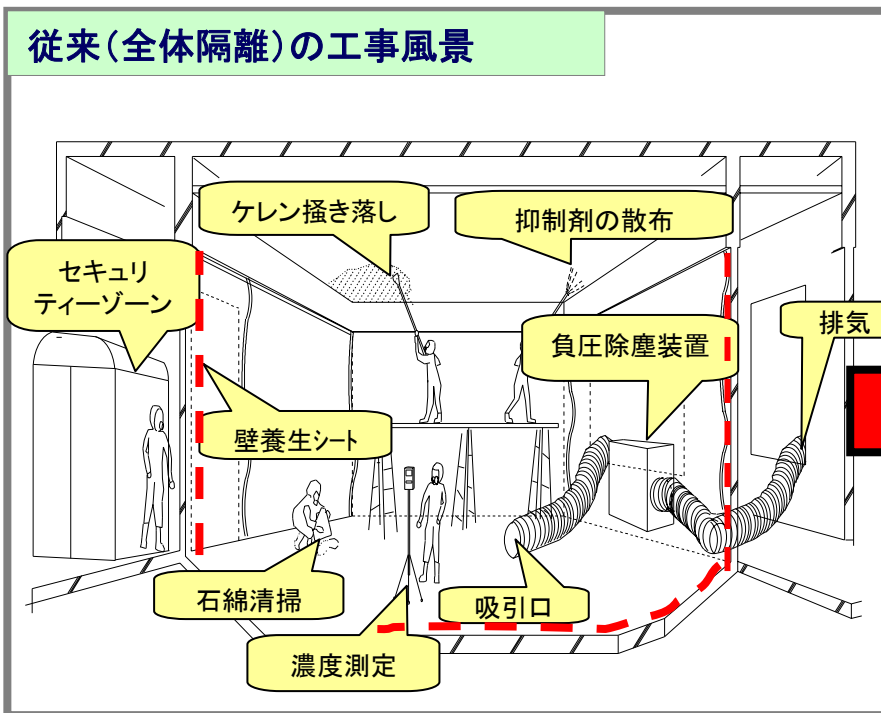 従来(全体隔離)の工事風景
ケレン掻き落し
抑制剤の散布
セキュリ
ティーゾーン
負圧除塵装置
排気
壁養生シート
石綿清掃
吸引口
濃度測定